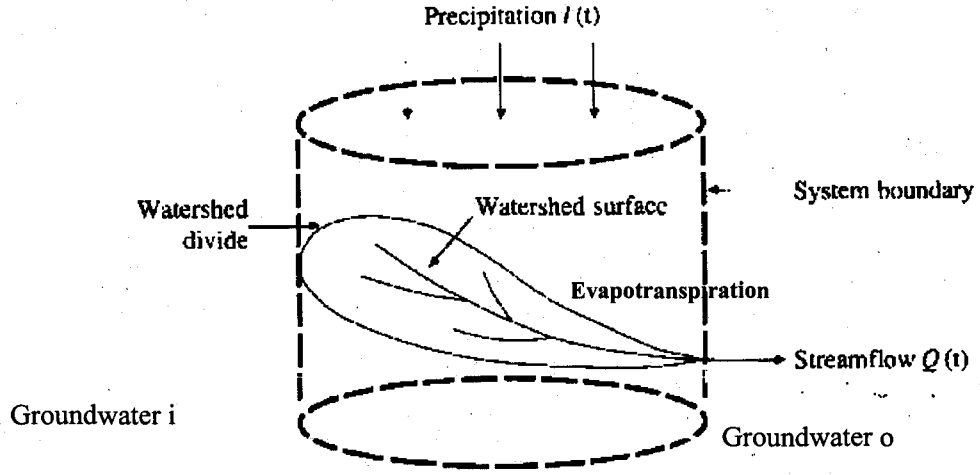 Precipitation I (t)
System boundary
Watershed
divide
Watershed surface
Evapotranspiration
Streamflow Q (t)
Groundwater i
Groundwater o